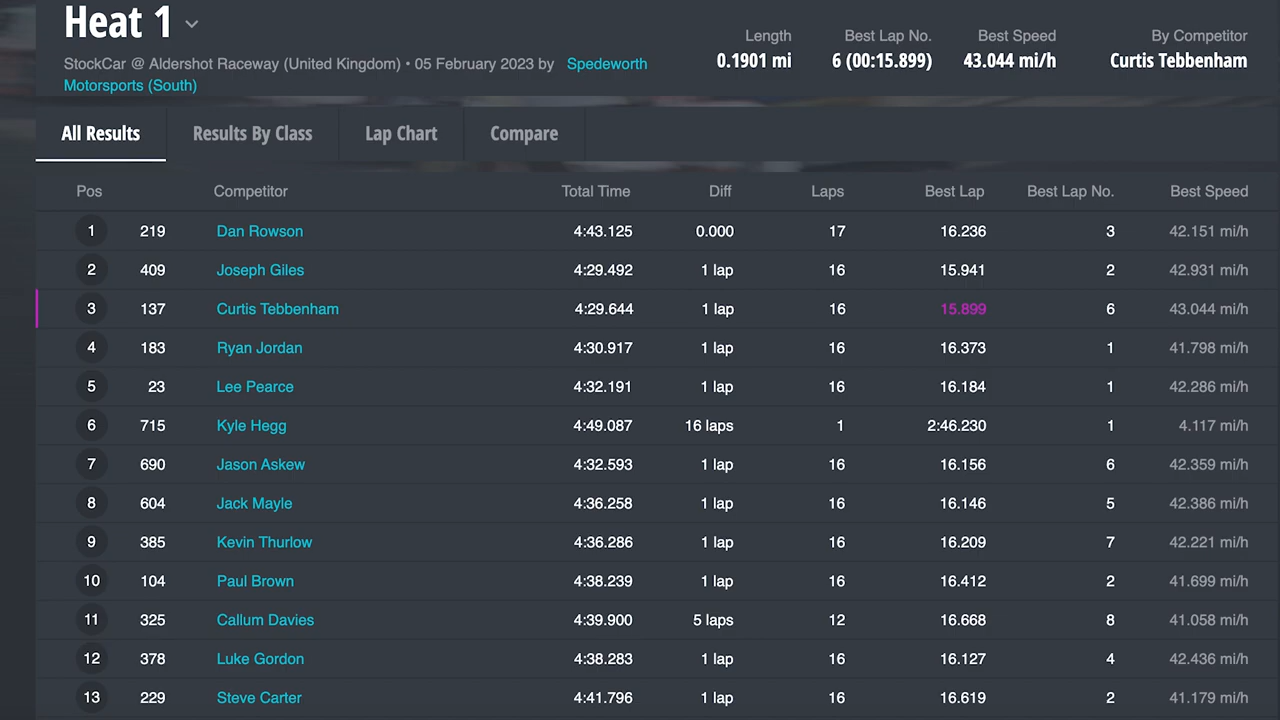 Heat 1
Length Best Lap No. Best Speed By Competitor
0.1901 mi 6 (00:15.899) 43.044 mi/h Curtis Tebbenham
StockCar @ Aldershot Raceway (United Kingdom) • 05 February 2023 by Spedeworth
Motorsports (South)
All Results Results By Class Lap Chart Compare
Pos Competitor Total Time Diff Laps Best Lap Best Lap No. Best Speed
1 219 Dan Rowson 4:43.125 0.000 17 16.236 3 42.151 mi/h
2 409 Joseph Giles 4:29.492 1 lap 16 15.941 2 42.931 mi/h
3 137 Curtis Tebbenham 4:29.644 1 lap 16 15.899 6 43.044 mi/h
4 183 Ryan Jordan 4:30.917 1 lap 16 16.373 1 41.798 mi/h
5 23 Lee Pearce 4:32.191 1 lap 16 16.184 1 42.286 mi/h
6 715 Kyle Hegg 4:49.087 16 laps 1 2:46.230 1 4.117 mi/h
7 690 Jason Askew 4:32.593 1 lap 16 16.156 6 42.359 mi/h
8 604 Jack Mayle 4:36.258 1 lap 16 16.146 5 42.386 mi/h
9 385 Kevin Thurlow 4:36.286 1 lap 16 16.209 7 42.221 mi/h
10 104 Paul Brown 4:38.239 1 lap 16 16.412 2 41.699 mi/h
11 325 Callum Davies 4:39.900 5 laps 12 16.668 8 41.058 mi/h
12 378 Luke Gordon 4:38.283 1 lap 16 16.127 4 42.436 mi/h
13 229 Steve Carter 4:41.796 1 lap 16 16.619 2 41.179 mi/h